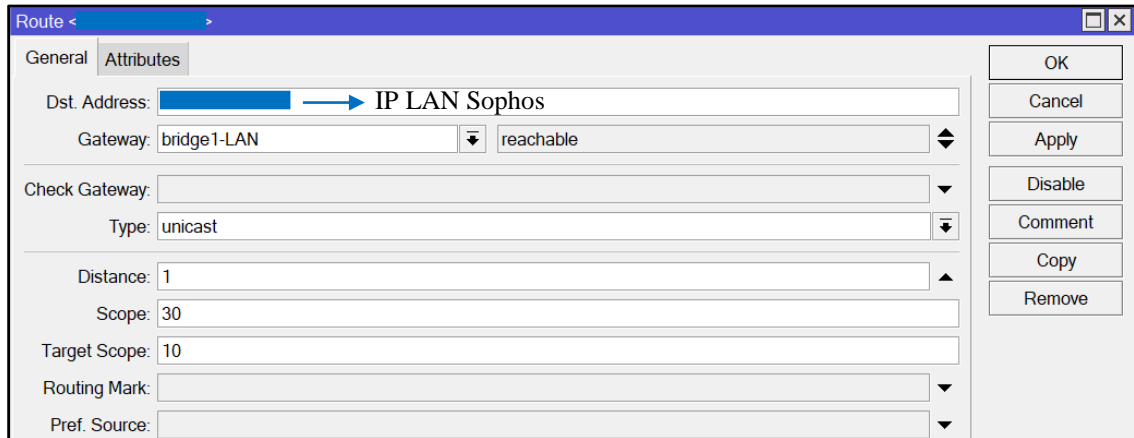 Route < >
General Attributes
OK
Dst. Address: IP LAN Sophos
Cancel
Gateway: bridge1-LAN reachable
Apply
Check Gateway:
Disable
Type: unicast
Comment
Copy
Distance: 1
Remove
Scope: 30
Target Scope: 10
Routing Mark:
Pref. Source: